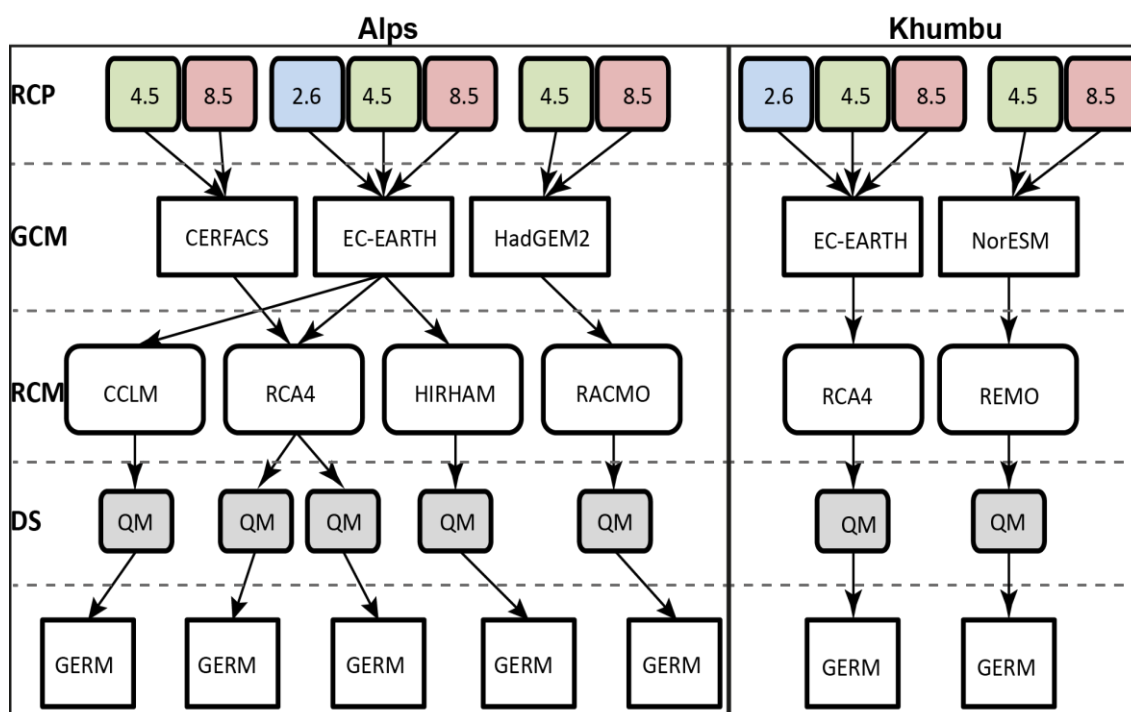 Alps Khumbu
RCP 4.5 8.5 2.6 4.5 8.5 4.5 8.5 2.6 4.5 8.5 4.5 8.5
GCM CERFACS EC-EARTH HadGEM2 EC-EARTH NorESM
RCM CCLM RCA4 HIRHAM RACMO RCA4 REMO
DS QM QM QM QM QM QM QM
GERM GERM GERM GERM GERM GERM GERM